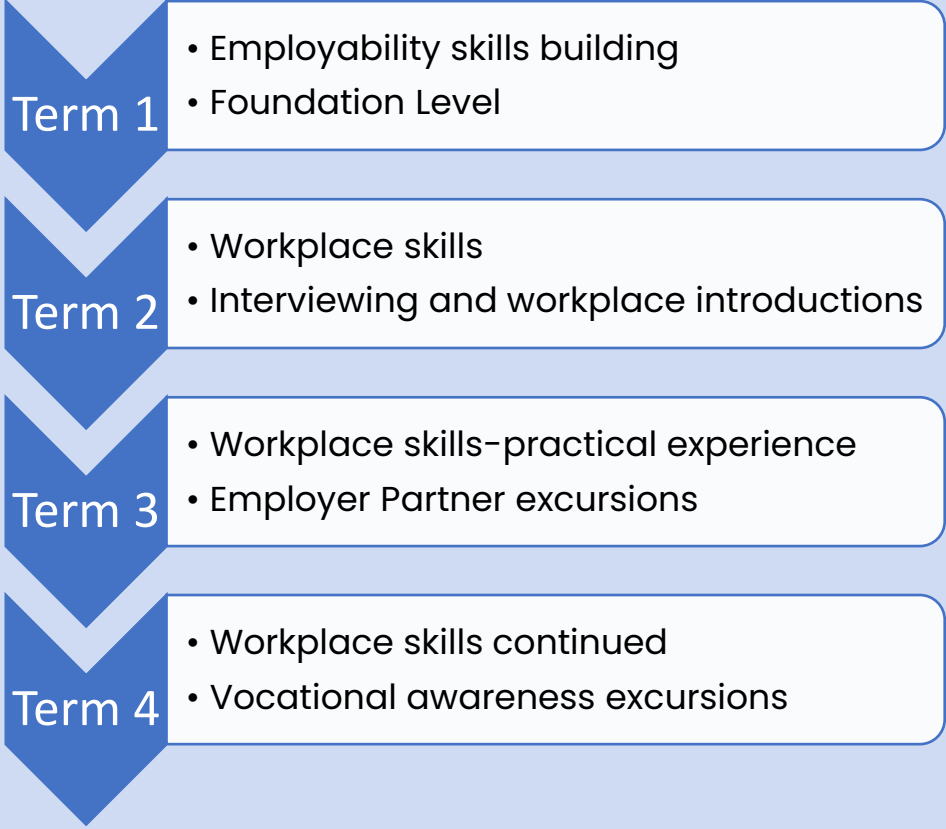 Term 1
• Employability skills building
• Foundation Level
Term 2
• Workplace skills
• Interviewing and workplace introductions
Term 3
• Workplace skills-practical experience
• Employer Partner excursions
Term 4
• Workplace skills continued
• Vocational awareness excursions